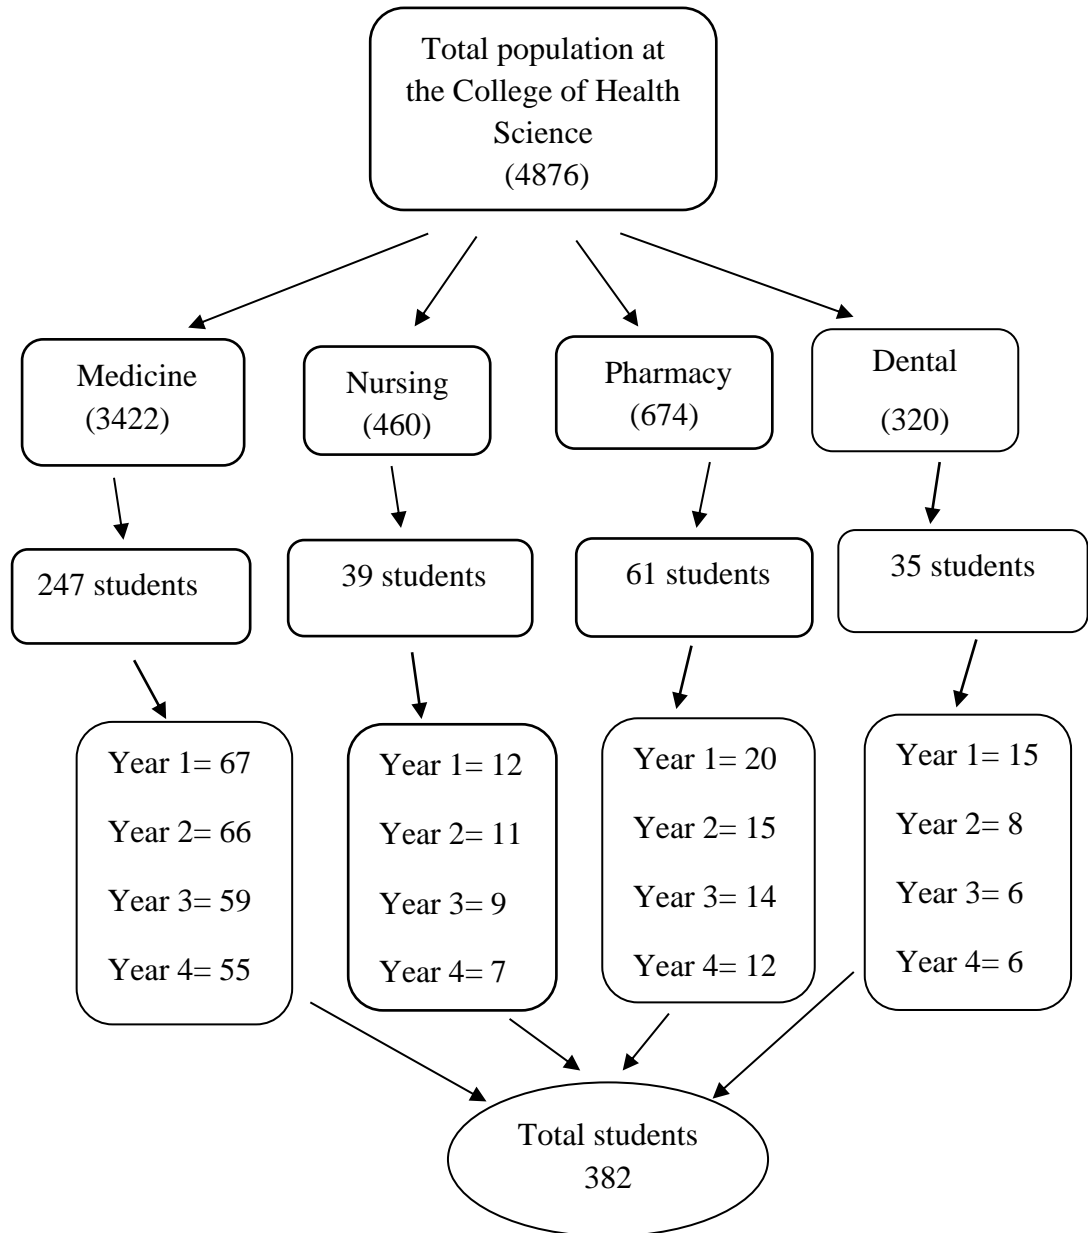 Total population at
the College of Health
Science
(4876)
Medicine
(3422)
Nursing
(460)
Pharmacy
(674)
Dental
(320)
247 students
39 students
61 students
35 students
Year 1= 67
Year 2= 66
Year 3= 59
Year 4= 55
Year 1= 12
Year 2= 11
Year 3= 9
Year 4= 7
Year 1= 20
Year 2= 15
Year 3= 14
Year 4= 12
Year 1= 15
Year 2= 8
Year 3= 6
Year 4= 6
Total students
382